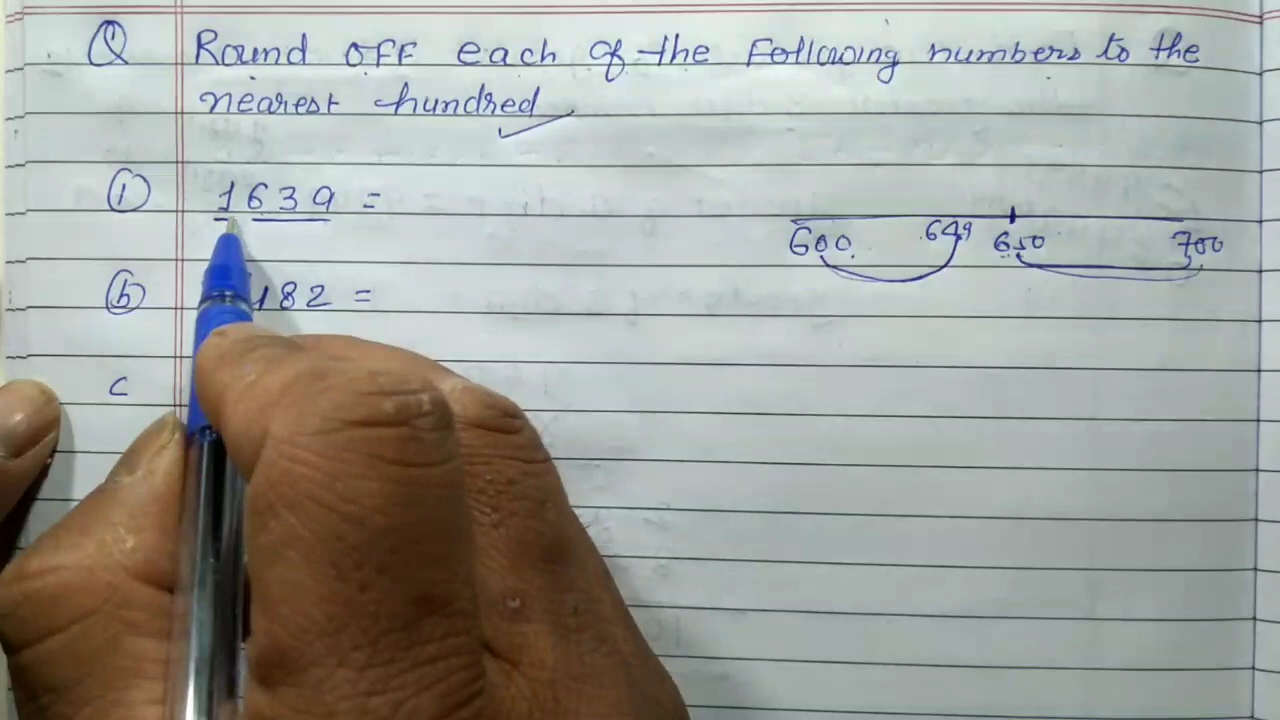 Q Round off each of the Following numbers to the
nearest hundred
1 1639 =
600 649 650 700
b 182 =
c